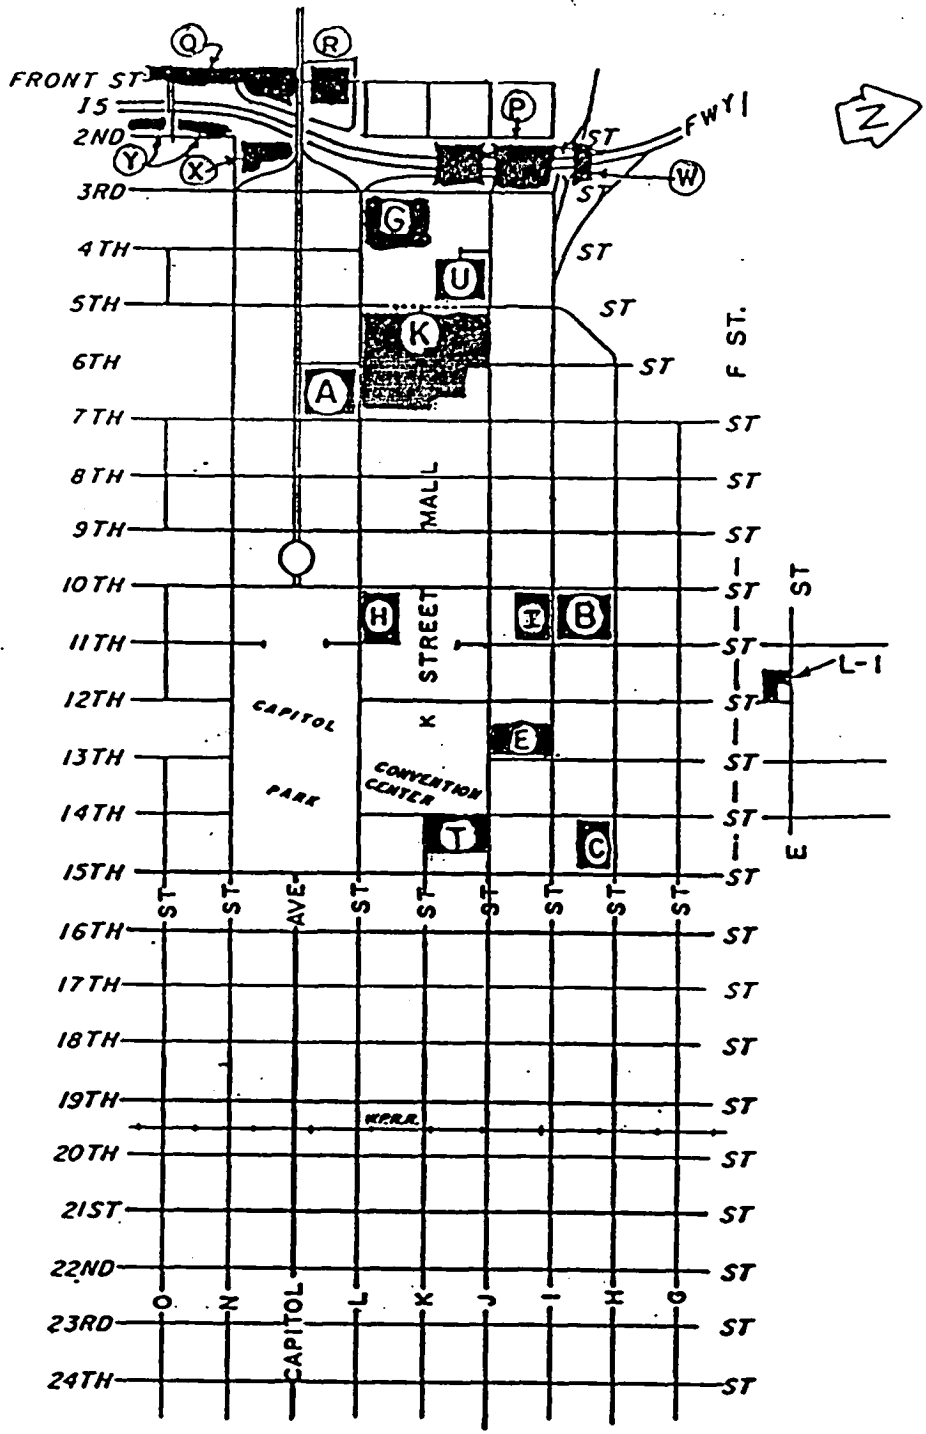 Q
R
FRONT ST
I5
P
FWY
2ND
ST
Y
X
W
3RD
ST
G
4TH
ST
U
5TH
ST
K
F ST.
6TH
ST
A
7TH
ST
8TH
ST
9TH
ST
10TH
ST
H
I
B
11TH
ST
K STREET MALL
ST
L-1
12TH
ST
CAPITOL
PARK
E
13TH
ST
CONVENTION
CENTER
14TH
ST
T
C
E
15TH
ST
ST
ST
AVE
ST
ST
ST
ST
ST
ST
16TH
ST
17TH
ST
18TH
ST
19TH
ST
20TH
ST
21ST
ST
22ND
ST
O
N
CAPITOL
L
K
J
I
H
G
23RD
ST
24TH
ST
N